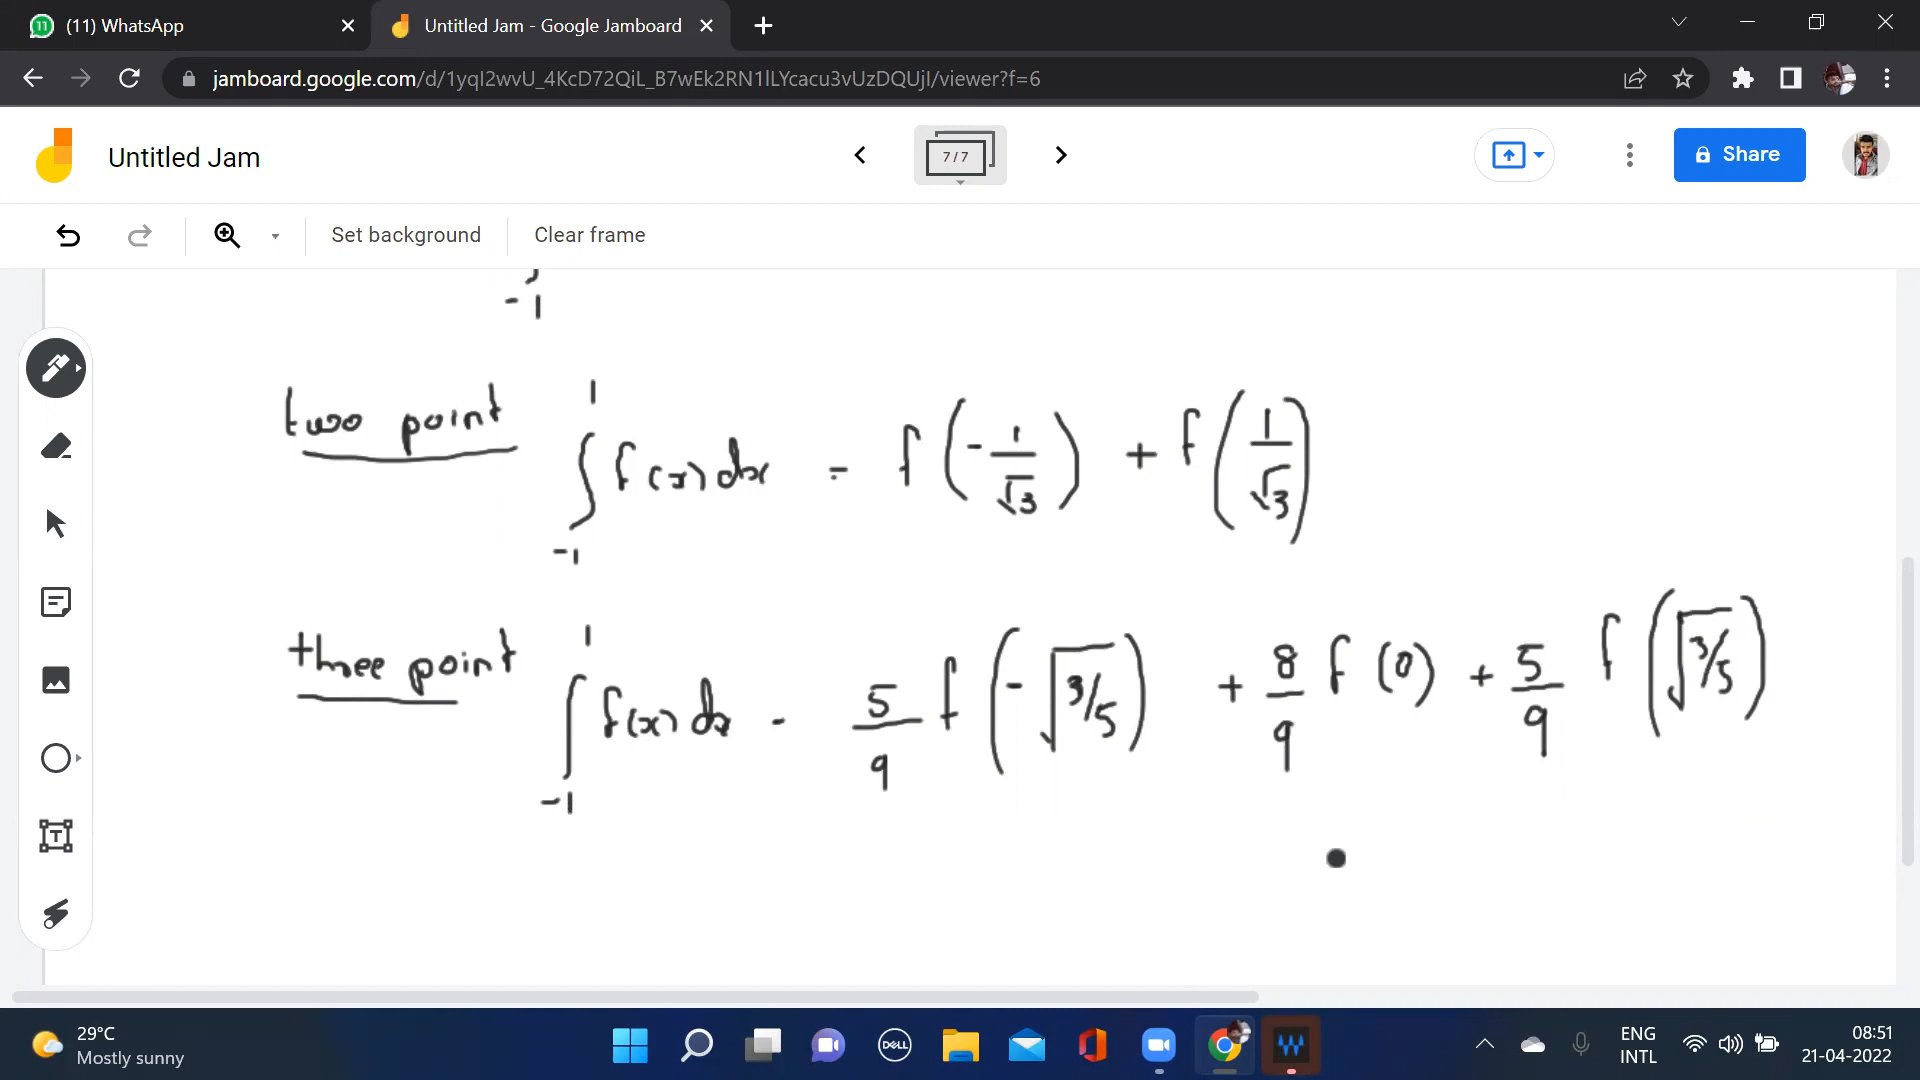 (11) WhatsApp
Untitled Jam - Google Jamboard
jamboard.google.com/d/1yqI2wvU_4KcD72QiL_B7wEk2RN1lLYcacu3vUzDQUjI/viewer?f=6
Untitled Jam
7 / 7
Share
Set background
Clear frame
-1
two point ∫_{-1}^{1} f(x) dx = f(-1/√3) + f(1/√3)
three point ∫_{-1}^{1} f(x) dx - 5/9 f(-√3/5) + 8/9 f(0) + 5/9 f(√3/5)
29°C
Mostly sunny
DELL
ENG
INTL
08:51
21-04-2022